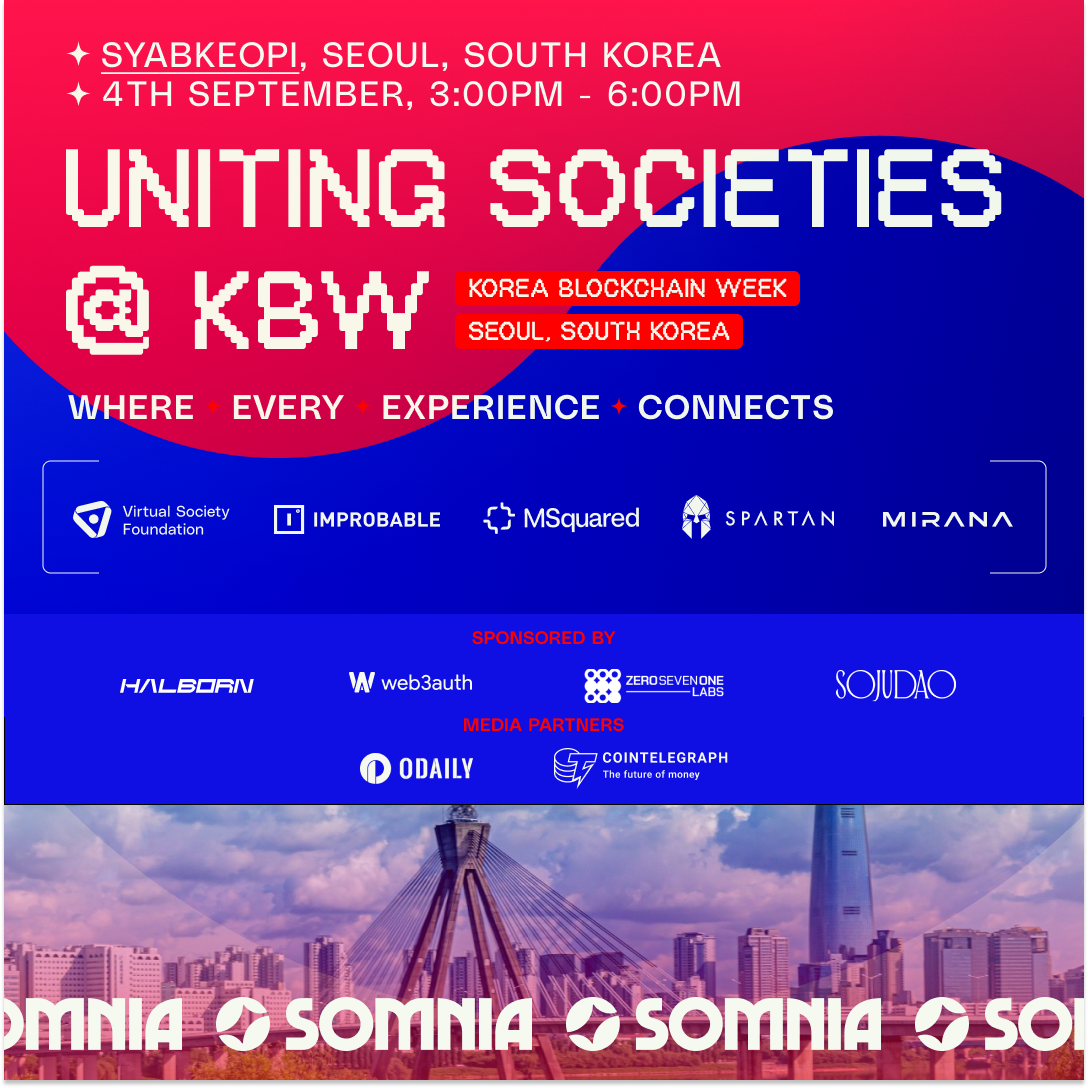 SYABKEOPI, SEOUL, SOUTH KOREA
4TH SEPTEMBER, 3:00PM - 6:00PM
UNITING SOCIETIES
@ KBW
KOREA BLOCKCHAIN WEEK
SEOUL, SOUTH KOREA
WHERE ✦ EVERY ✦ EXPERIENCE ✦ CONNECTS
Virtual Society
Foundation
IMPROBABLE
MSquared
SPARTAN
MIRANA
SPONSORED BY
HALBORN
web3auth
ZEROSEVENONE
LABS
SOJUDAO
MEDIA PARTNERS
ODAILY
COINTELEGRAPH
The future of money
OMNIA SOMNIA SOMNIA SO